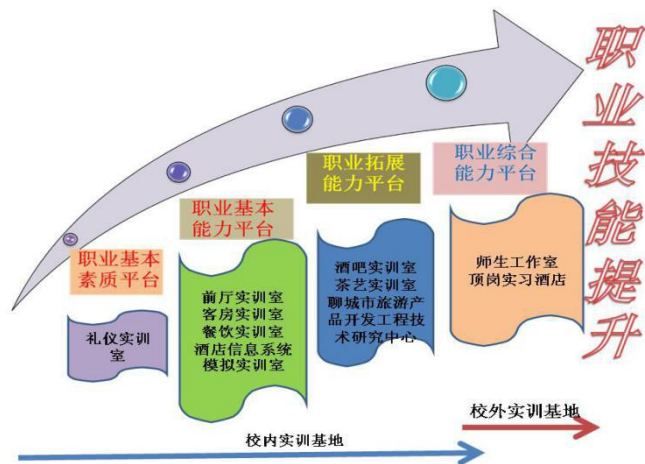 职业技能提升
职业综合
能力平台
职业拓展
能力平台
职业基本
能力平台
职业基本
素质平台
师生工作室
顶岗实习酒店
酒吧实训室
茶艺实训室
聊城市旅游产
品开发工程技
术研究中心
前厅实训室
客房实训室
餐饮实训室
酒店信息系统
模拟实训室
礼仪实训
室
校外实训基地
校内实训基地